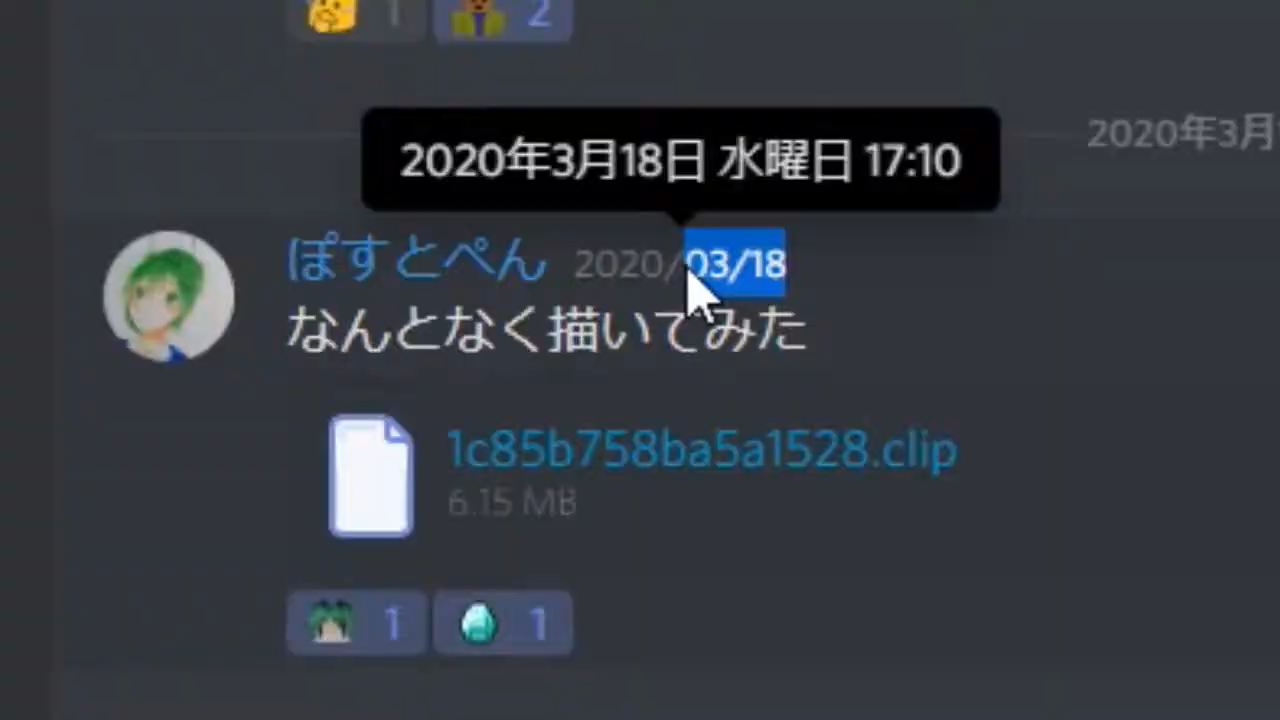 1 2
2020年3月
2020年3月18日 水曜日 17:10
ぽすとぺん 2020/03/18
なんとなく描いてみた
1c85b758ba5a1528.clip
6.15 MB
1 1